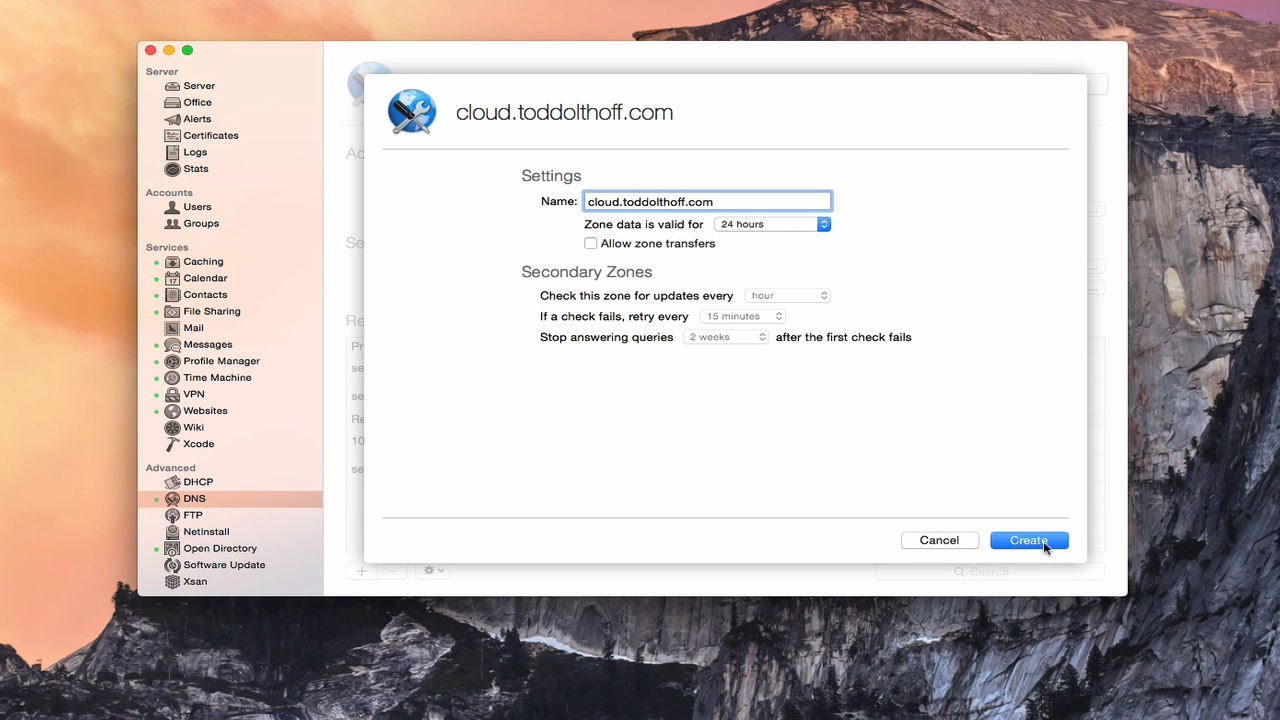 Server
Server
Office
Alerts
Certificates
Logs
Stats
Accounts
Users
Groups
Services
Caching
Calendar
Contacts
File Sharing
Mail
Messages
Profile Manager
Time Machine
VPN
Websites
Wiki
Xcode
Advanced
DHCP
DNS
FTP
NetInstall
Open Directory
Software Update
Xsan
cloud.toddolthoff.com
Settings
Name: cloud.toddolthoff.com
Zone data is valid for 24 hours
Allow zone transfers
Secondary Zones
Check this zone for updates every hour
If a check fails, retry every 15 minutes
Stop answering queries 2 weeks after the first check fails
Cancel Create
Search